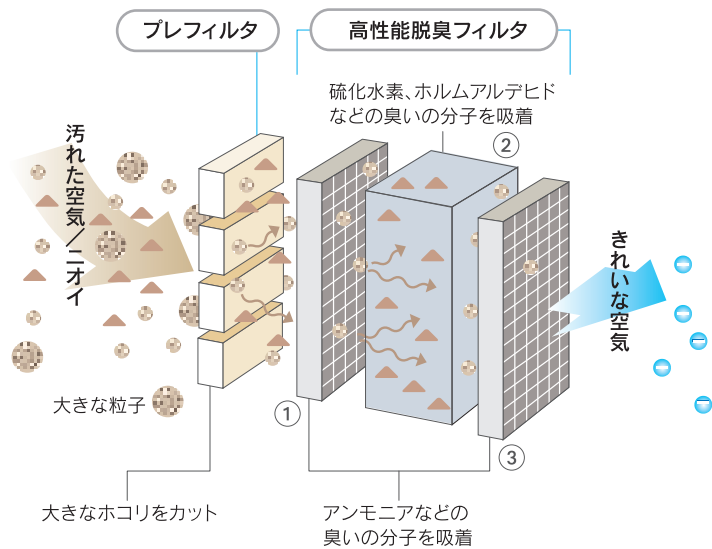 プレフィルタ
高性能脱臭フィルタ
硫化水素、ホルムアルデヒド
などの臭いの分子を吸着
②
汚れた空気／ニオイ
きれいな空気
大きな粒子
①
③
大きなホコリをカット
アンモニアなどの
臭いの分子を吸着